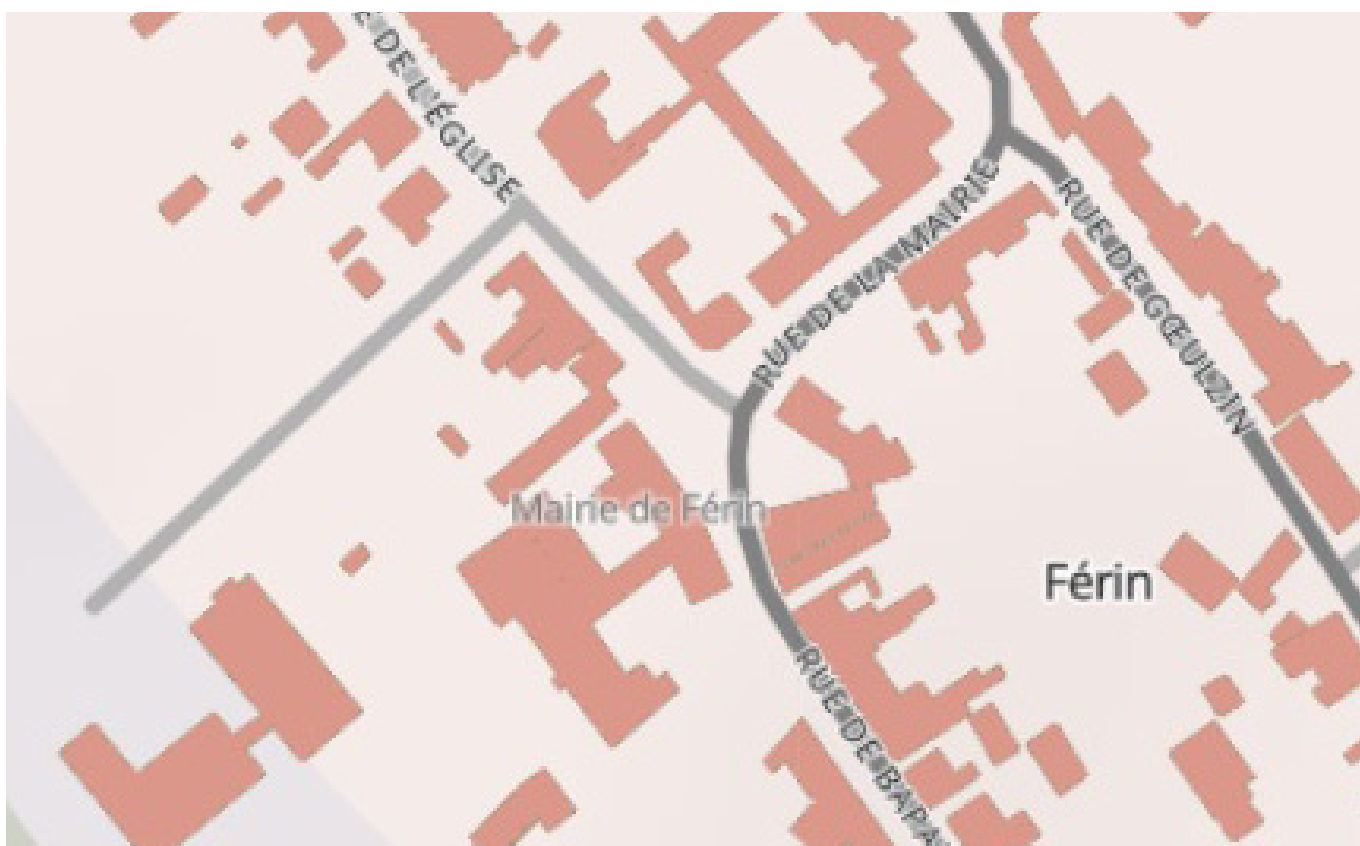 DE L'ÉGLISE
RUE DE LA MAIRIE
RUE DE GŒULZIN
Mairie de Férin
Férin
RUE DE BAPA